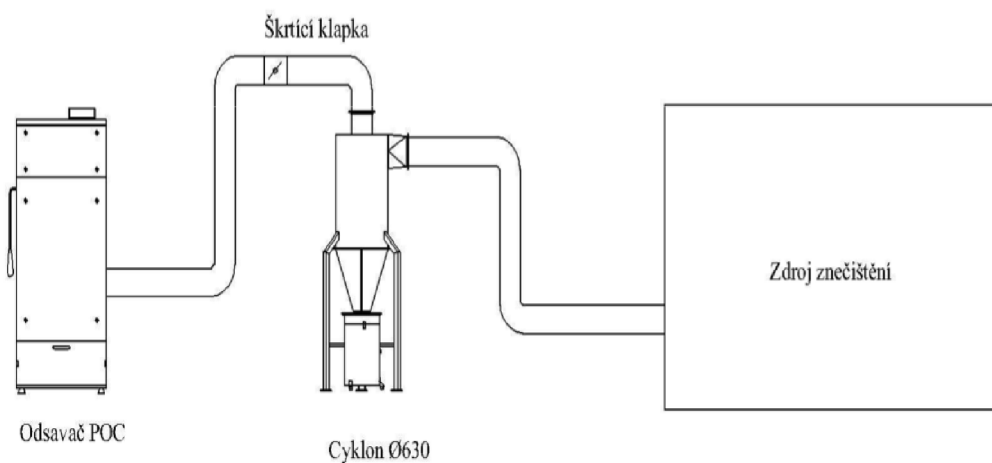 Škrtící klapka
Zdroj znečištění
Odsavač POC
Cyklon Ø630